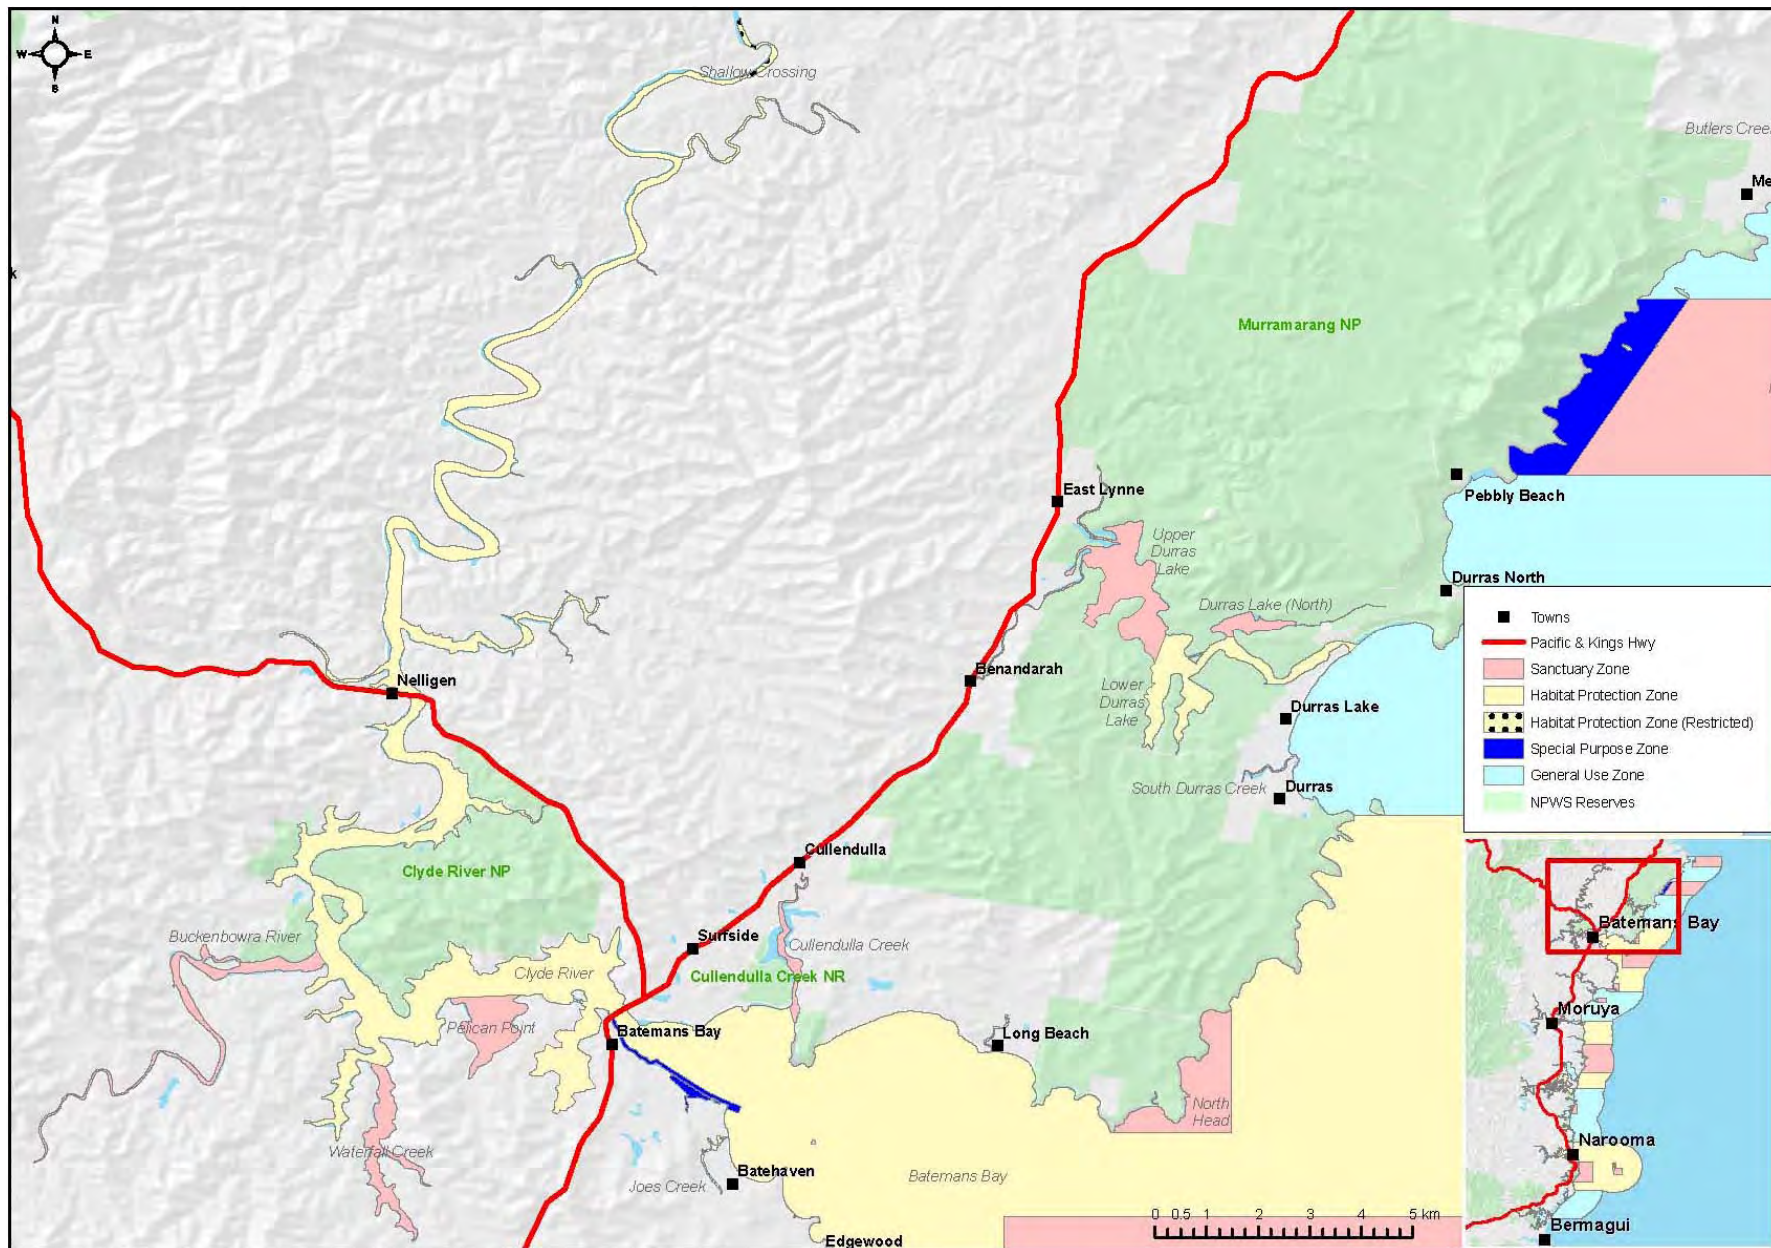 N
W E
S
Shallow Crossing
Butlers Cree
Me
k
Murramarang NP
East Lynne
Pebbly Beach
Upper
Durras
Lake
Durras North
Durras Lake (North)
Benandarah
Nelligen
Lower
Durras
Lake
Durras Lake
South Durras Creek
Durras
Cullendulla
Clyde River NP
Buckenbowra River
Surfside
Cullendulla Creek
Clyde River
Cullendulla Creek NR
Pelican Point
Batemans Bay
Long Beach
North
Head
Waterfall Creek
Batehaven
Joes Creek
Batemans Bay
Edgewood
0 0.5 1 2 3 4 5 km
Towns
Pacific & Kings Hwy
Sanctuary Zone
Habitat Protection Zone
Habitat Protection Zone (Restricted)
Special Purpose Zone
General Use Zone
NPWS Reserves
Batemans Bay
Moruya
Narooma
Bermagui